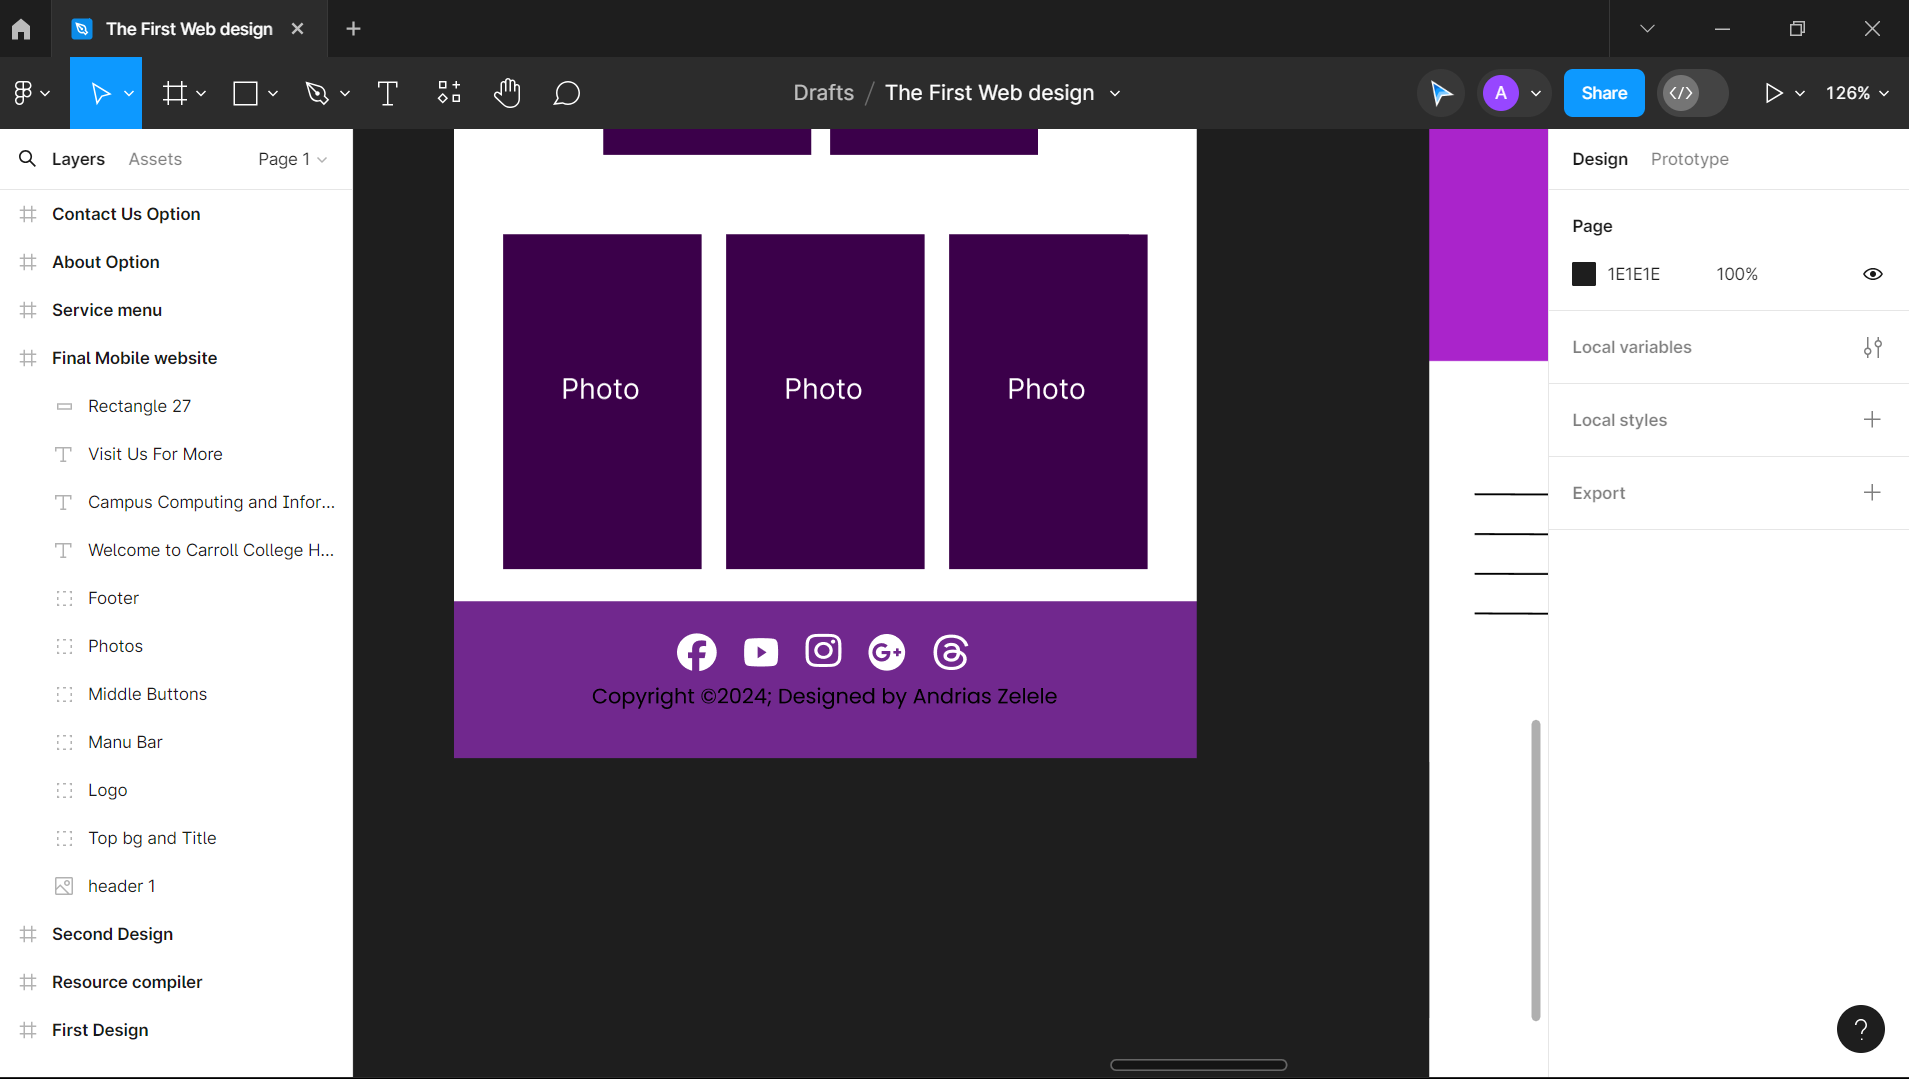 The First Web design
Drafts / The First Web design
A
Share
126%
Layers
Assets
Page 1
Contact Us Option
About Option
Service menu
Final Mobile website
Rectangle 27
Visit Us For More
Campus Computing and Infor...
Welcome to Carroll College H...
Footer
Photos
Middle Buttons
Manu Bar
Logo
Top bg and Title
header 1
Second Design
Resource compiler
First Design
Photo
Photo
Photo
Copyright ©2024; Designed by Andrias Zelele
Design
Prototype
Page
1E1E1E
100%
Local variables
Local styles
Export
?